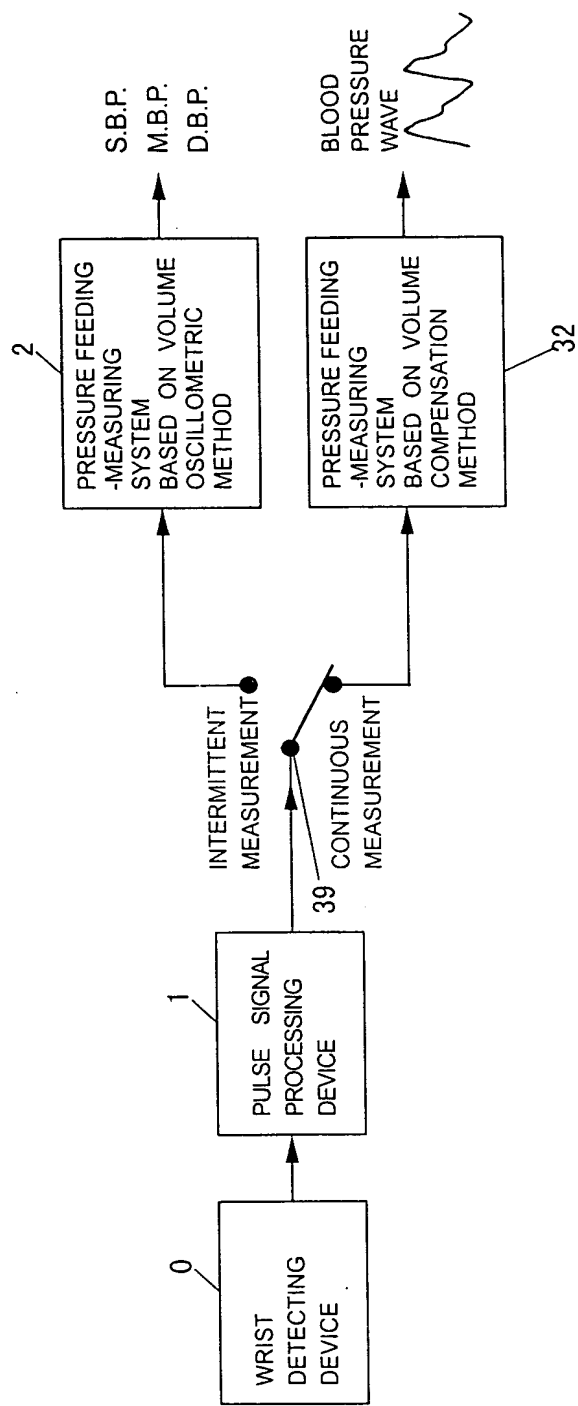 0
WRIST
DETECTING
DEVICE
1
PULSE SIGNAL
PROCESSING
DEVICE
39
INTERMITTENT
MEASUREMENT
CONTINUOUS
MEASUREMENT
2
PRESSURE FEEDING
-MEASURING
SYSTEM
BASED ON VOLUME
OSCILLOMETRIC
METHOD
S.B.P.
M.B.P.
D.B.P.
PRESSURE FEEDING
-MEASURING
SYSTEM
BASED ON VOLUME
COMPENSATION
METHOD
32
BLOOD
PRESSURE
WAVE